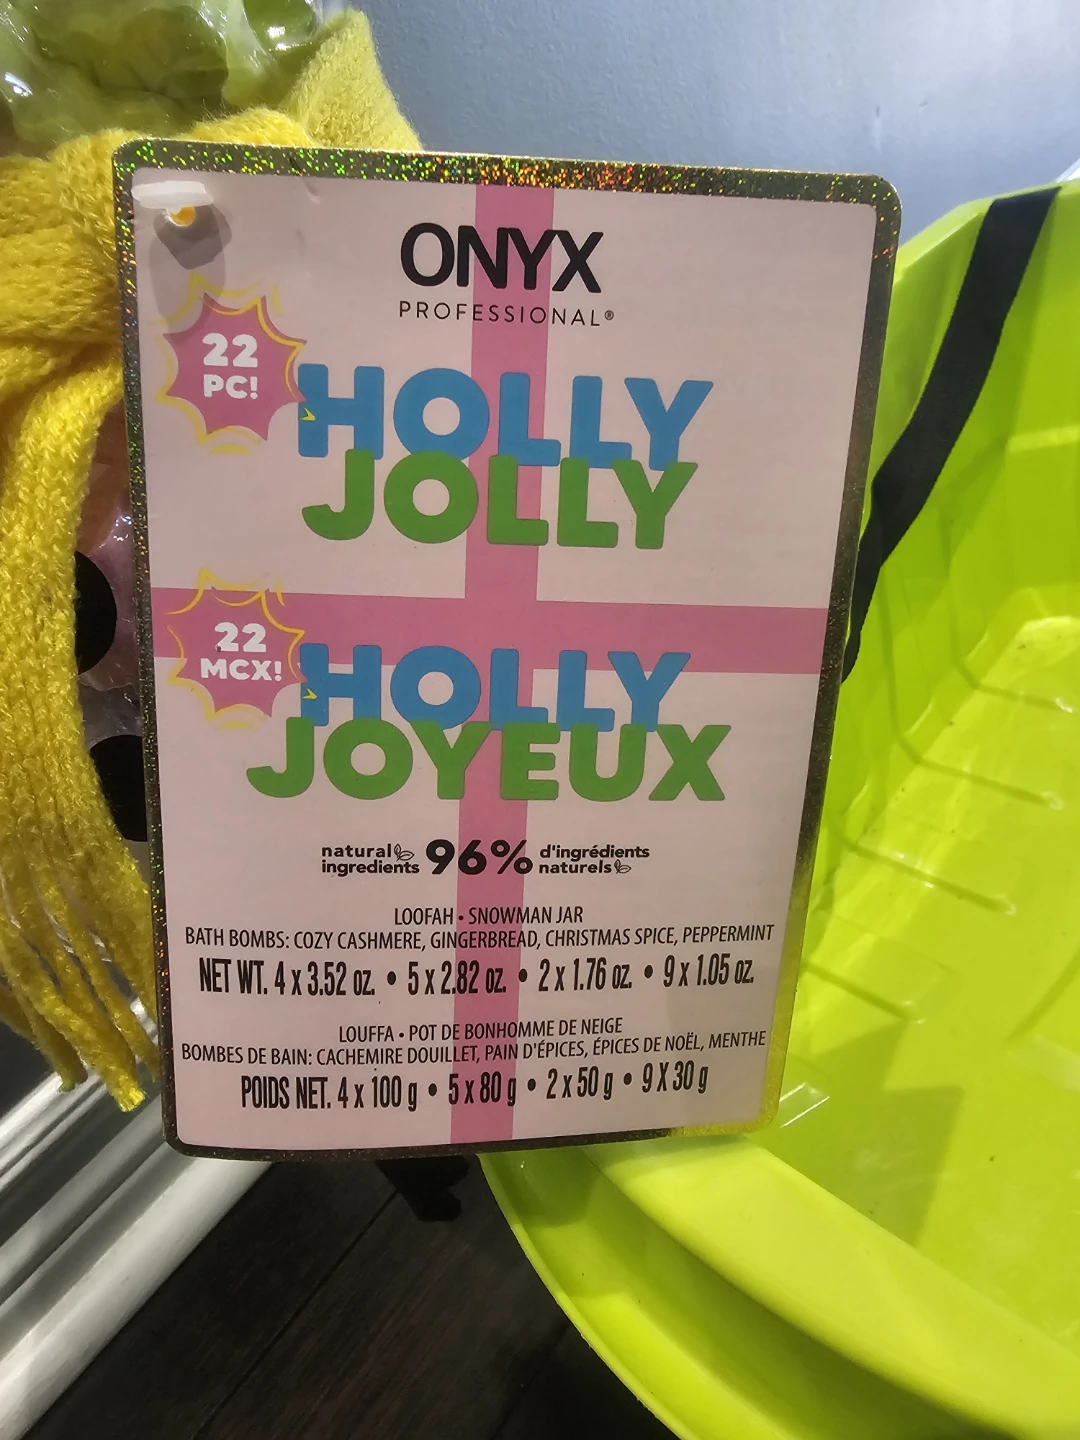 ONYX
PROFESSIONAL®
22
PC!
HOLLY
JOLLY
22
MCX!
HOLLY
JOYEUX
natural
ingredients
96%
d'ingrédients
naturels
LOOFAH • SNOWMAN JAR
BATH BOMBS: COZY CASHMERE, GINGERBREAD, CHRISTMAS SPICE, PEPPERMINT
NET WT. 4 x 3.52 oz. • 5 x 2.82 oz. • 2 x 1.76 oz. • 9 x 1.05 oz.
LOUFFA • POT DE BONHOMME DE NEIGE
BOMBES DE BAIN: CACHEMIRE DOUILLET, PAIN D'ÉPICES, ÉPICES DE NOËL, MENTHE
POIDS NET. 4 x 100 g • 5 x 80 g • 2 x 50 g • 9 X 30 g